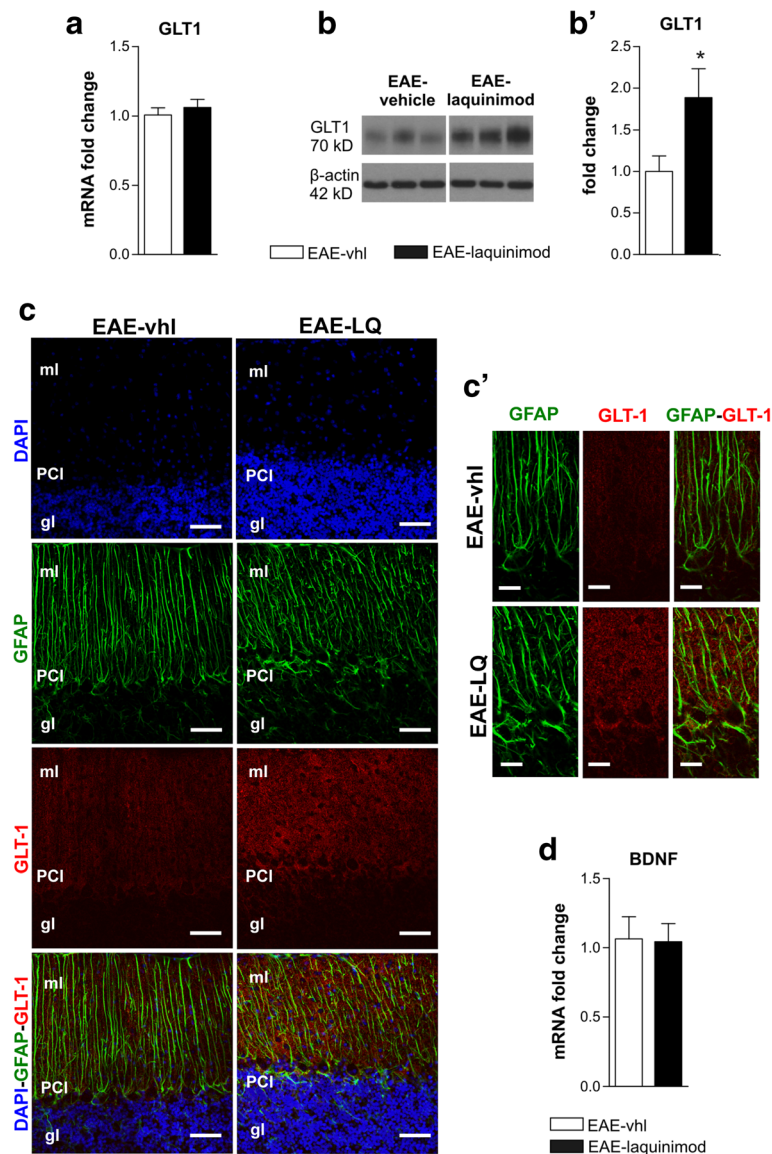 a
GLT1
mRNA fold change
1.5
1.0
0.5
0.0
b
EAE-
vehicle
EAE-
laquinimod
GLT1
70 kD
β-actin
42 kD
b’
GLT1
fold change
2.5
2.0
1.5
1.0
0.5
0.0
*
EAE-vhl
EAE-laquinimod
c
EAE-vhl
EAE-LQ
DAPI
ml
PCl
gl
ml
PCl
gl
GFAP
ml
PCl
gl
ml
PCl
gl
GLT-1
ml
PCl
gl
ml
PCl
gl
DAPI-GFAP-GLT-1
ml
PCl
gl
ml
PCl
gl
c’
GFAP
GLT-1
GFAP-GLT-1
EAE-vhl
EAE-LQ
d
BDNF
mRNA fold change
1.5
1.0
0.5
0.0
EAE-vhl
EAE-laquinimod